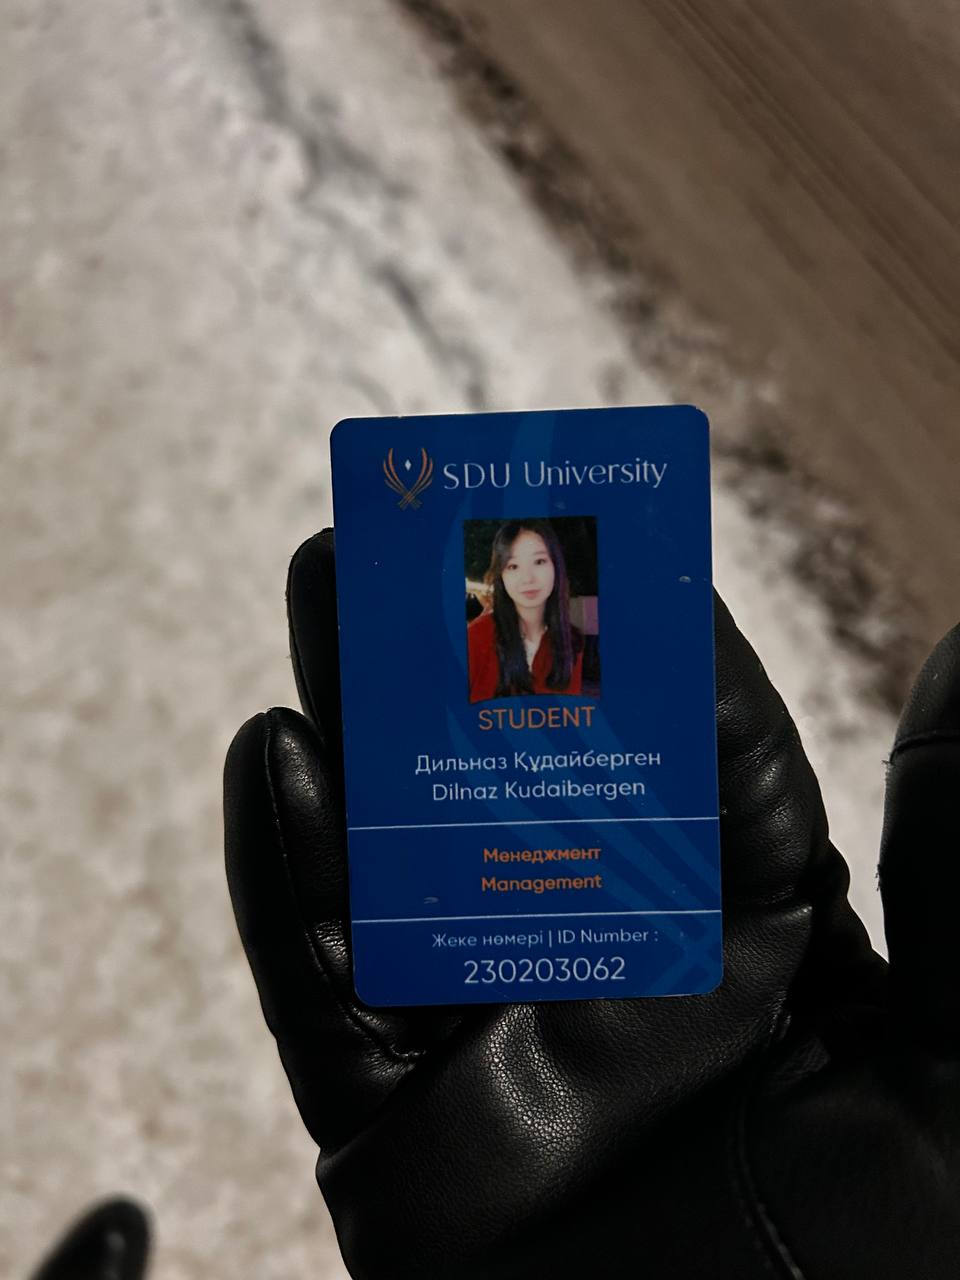 SDU University
STUDENT
Дильназ Құдайберген
Dilnaz Kudaibergen
Менеджмент
Management
Жеке нөмері | ID Number :
230203062